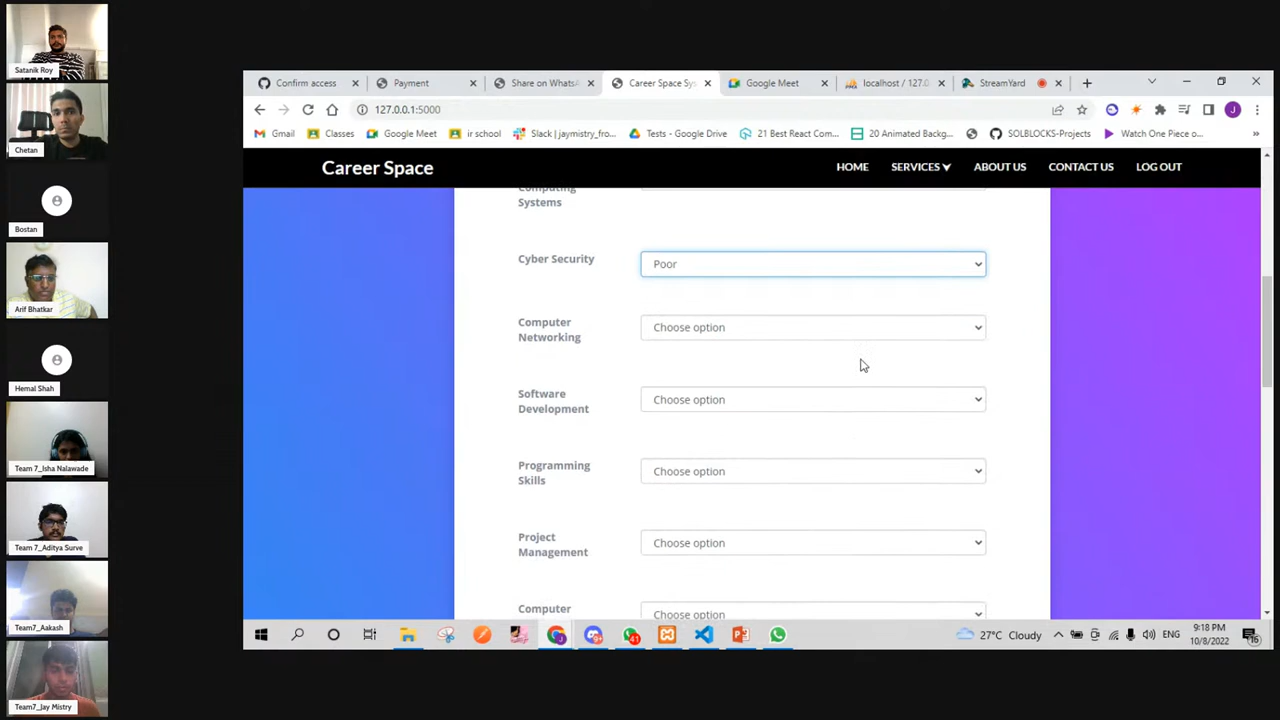 Satanik Roy
Chetan
Bostan
Arif Bhatkar
Hemal Shah
Team 7_Isha Nalawade
Team 7_Aditya Surve
Team7_Aakash
Team7_Jay Mistry
Confirm access
Payment
Share on WhatsA
Career Space Sys
Google Meet
localhost / 127.0
StreamYard
127.0.0.1:5000
J
Gmail
Classes
Google Meet
ir school
Slack | jaymistry_fro...
Tests - Google Drive
21 Best React Com...
20 Animated Backg...
SOLBLOCKS-Projects
Watch One Piece o...
Career Space
HOME
SERVICES
ABOUT US
CONTACT US
LOG OUT
Computing
Systems
Cyber Security
Poor
Computer
Networking
Choose option
Software
Development
Choose option
Programming
Skills
Choose option
Project
Management
Choose option
Computer
Choose option
41
27°C Cloudy
ENG
9:18 PM
10/8/2022
16